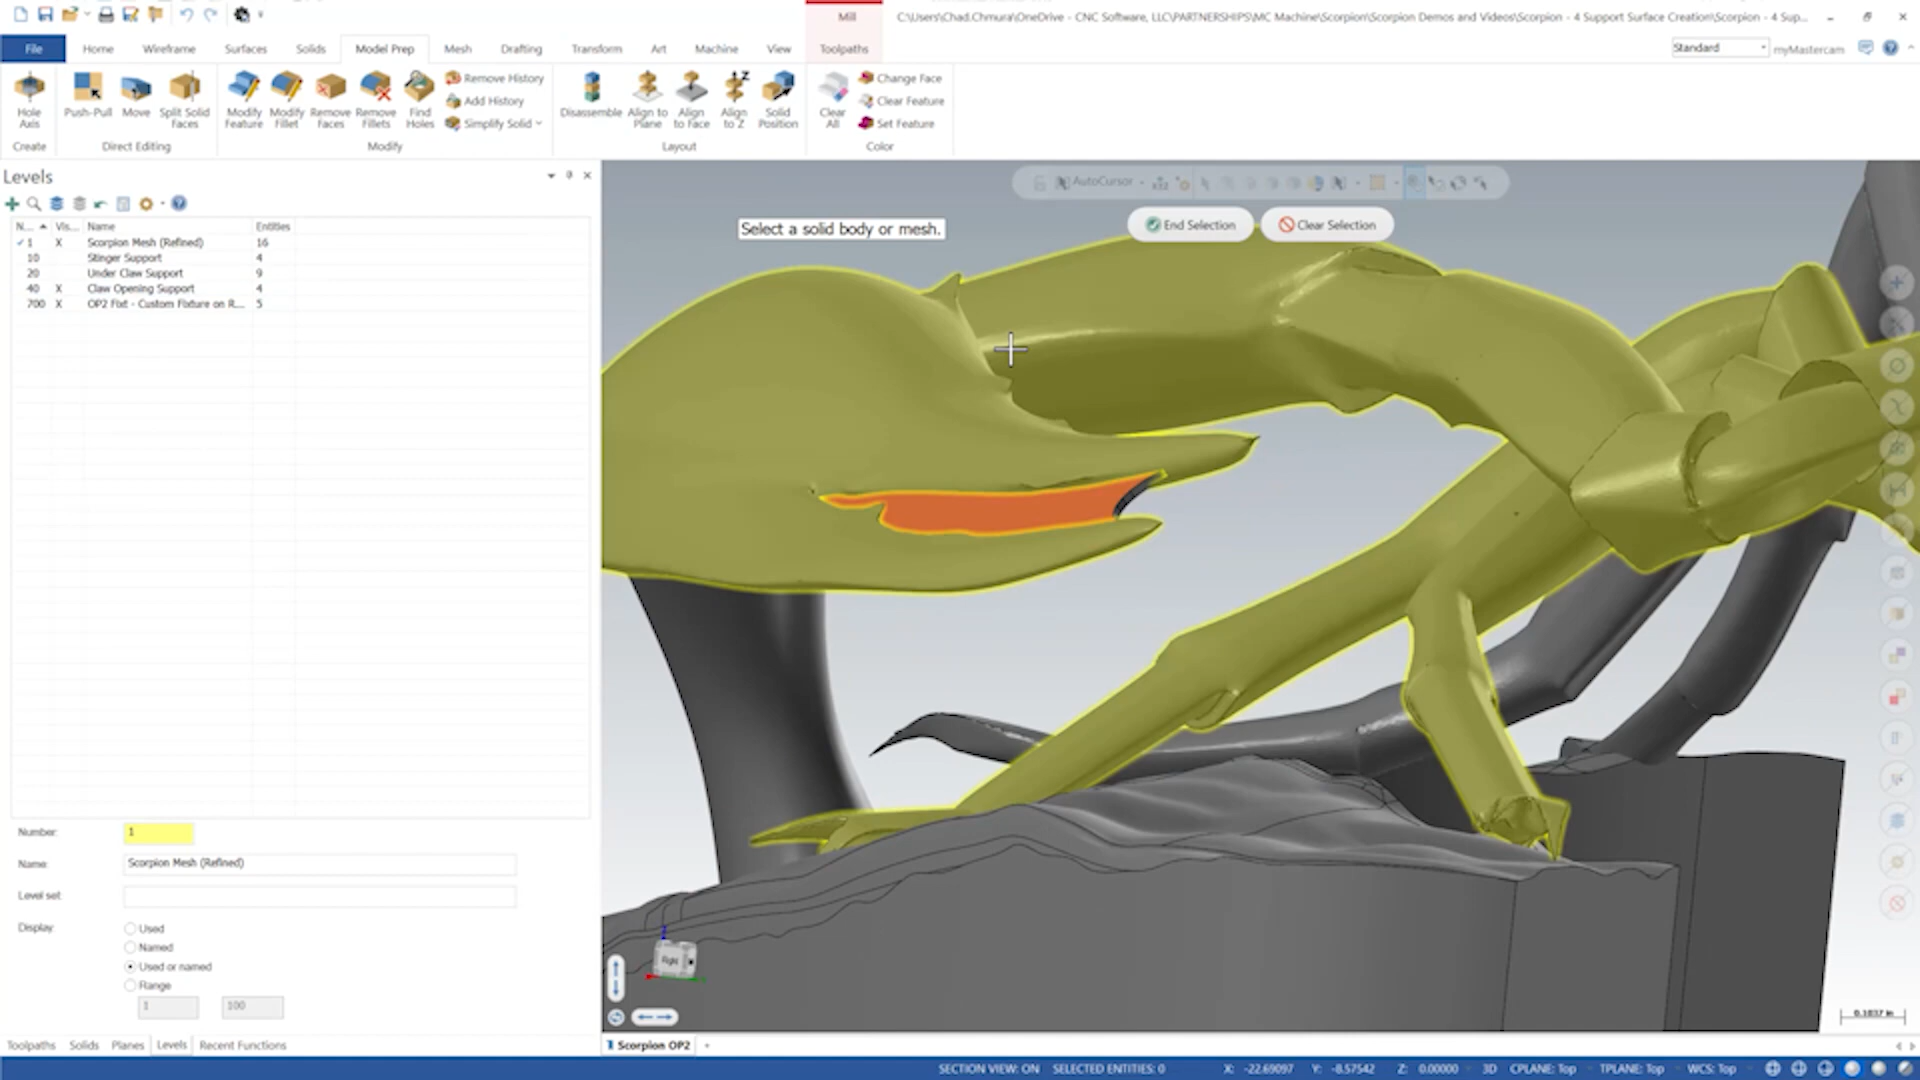 Mill
C:\Users\Chad.Chmura\OneDrive - CNC Software, LLC\PARTNERSHIPS\MC Machine\Scorpion\Scorpion Demos and Videos\Scorpion - 4 Support Surface Creation\Scorpion - 4 Sup...
File Home Wireframe Surfaces Solids Model Prep Mesh Drafting Transform Art Machine View Toolpaths
Standard myMastercam
Hole Axis
Push-Pull
Move
Split Solid Faces
Modify Feature
Modify Fillet
Remove Faces
Remove Fillets
Find Holes
Remove History
Add History
Simplify Solid
Disassemble
Align to Plane
Align to Face
Align to Z
Solid Position
Clear All
Change Face
Clear Feature
Set Feature
Create Direct Editing Modify Layout Color
Levels
AutoCursor
Select a solid body or mesh.
End Selection
Clear Selection
N... Vis... Name Entities
1 X Scorpion Mesh (Refined) 16
10 Stinger Support 4
20 Under Claw Support 9
40 X Claw Opening Support 4
700 X OP2 Fixt - Custom Fixture on R... 5
Number: 1
Name: Scorpion Mesh (Refined)
Level set:
Display: Used
Named
Used or named
Range
1 100
Right
0.1037 in
Toolpaths Solids Planes Levels Recent Functions
Scorpion OP2 +
SECTION VIEW: ON SELECTED ENTITIES: 0 X: -22.69097 Y: -8.57542 Z: 0.00000 3D CPLANE: Top TPLANE: Top WCS: Top